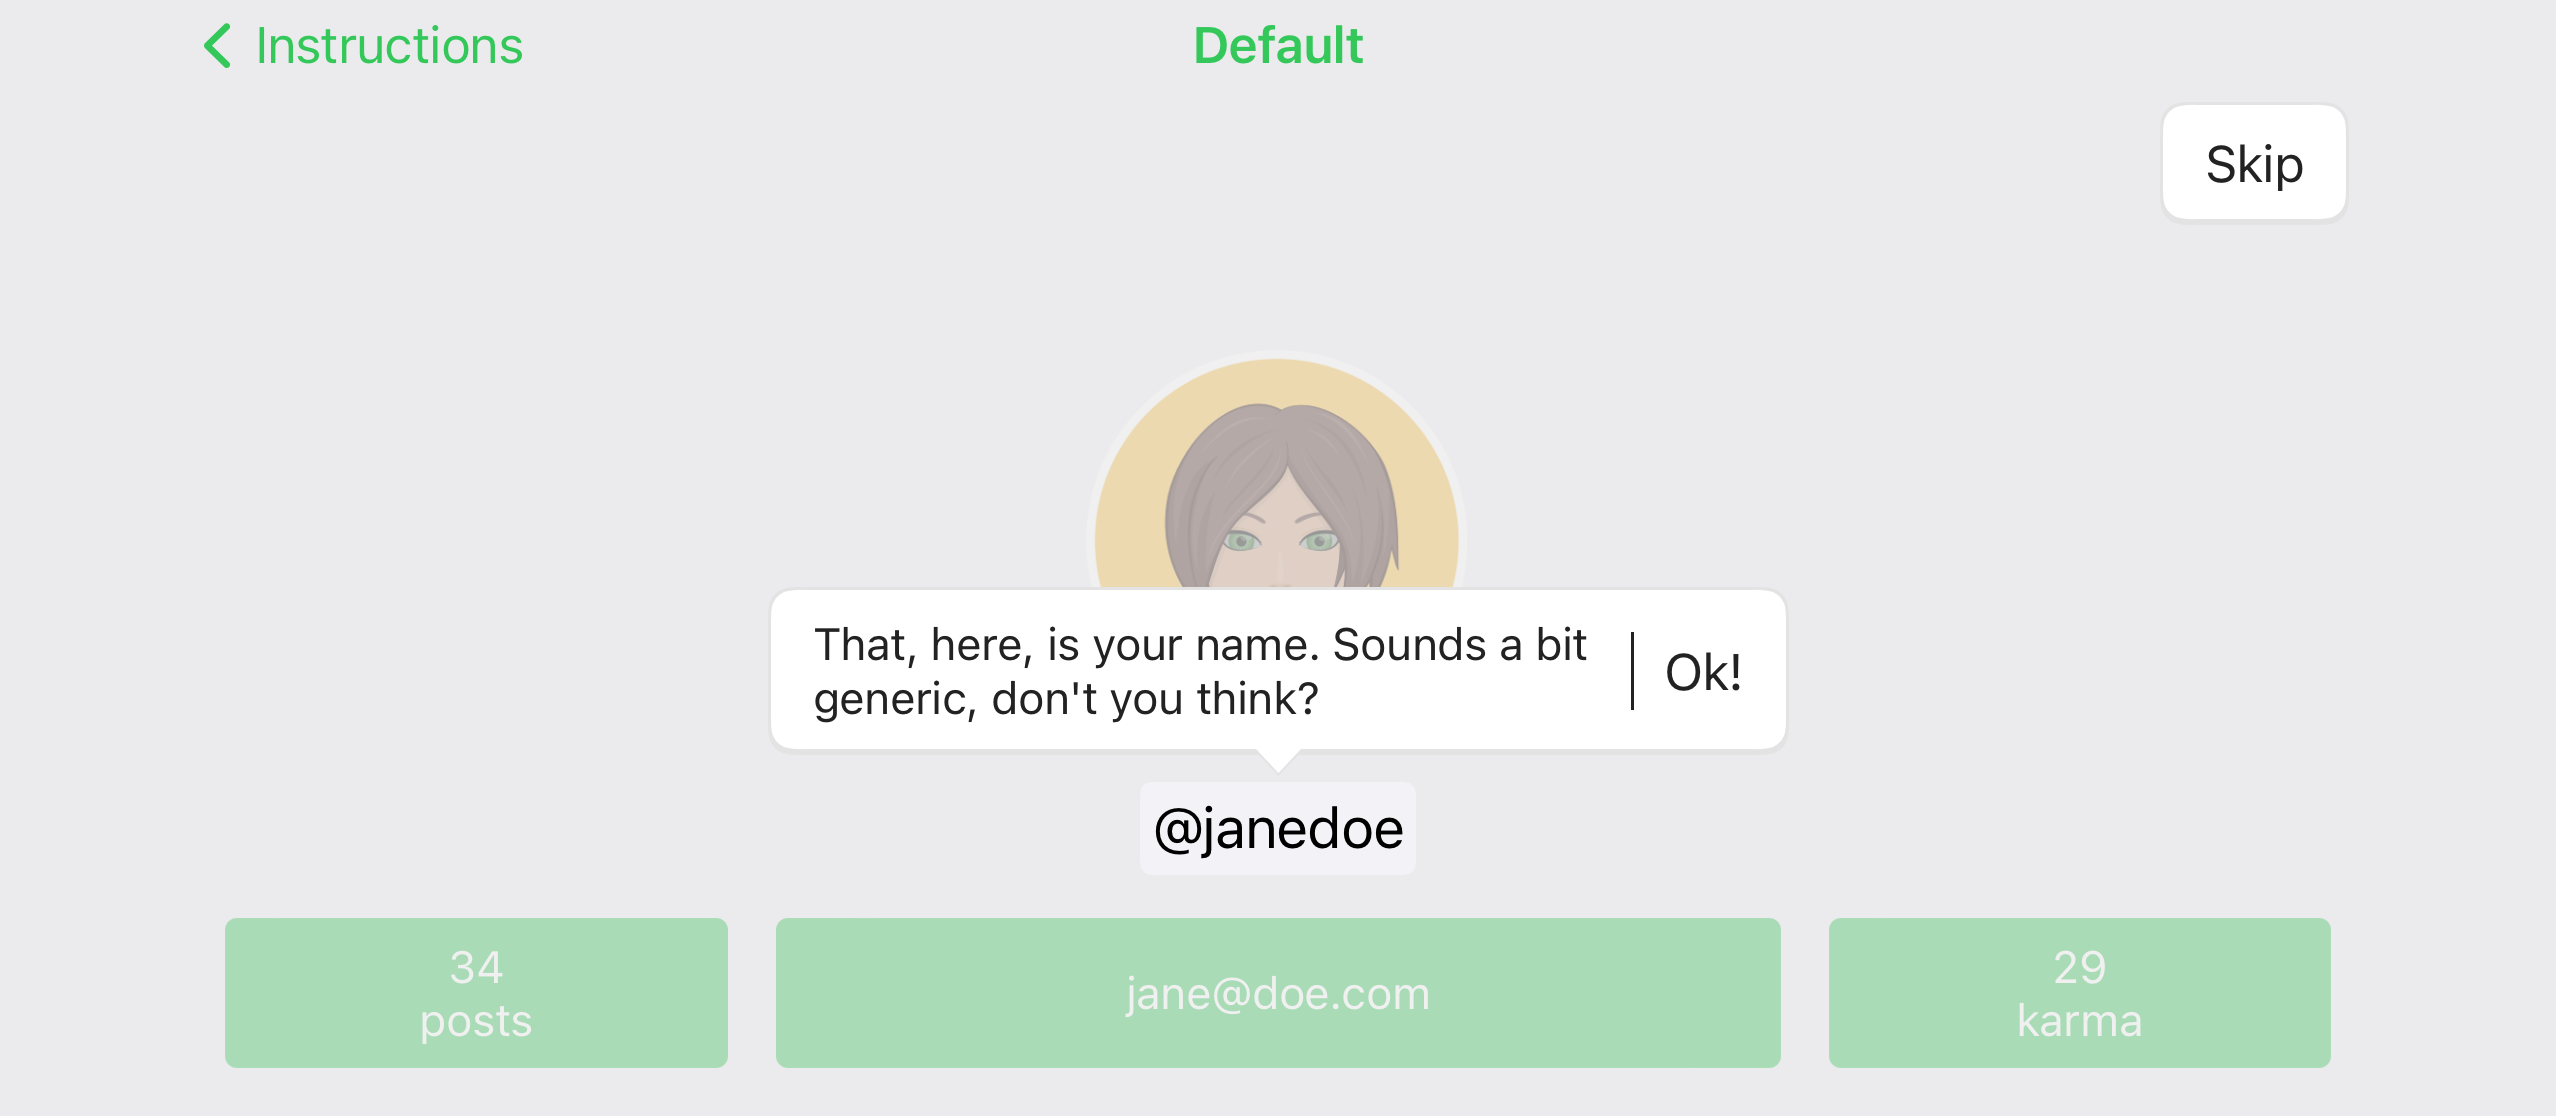 Instructions
Default
Skip
That, here, is your name. Sounds a bit
generic, don't you think?
Ok!
@janedoe
34
posts
jane@doe.com
29
karma